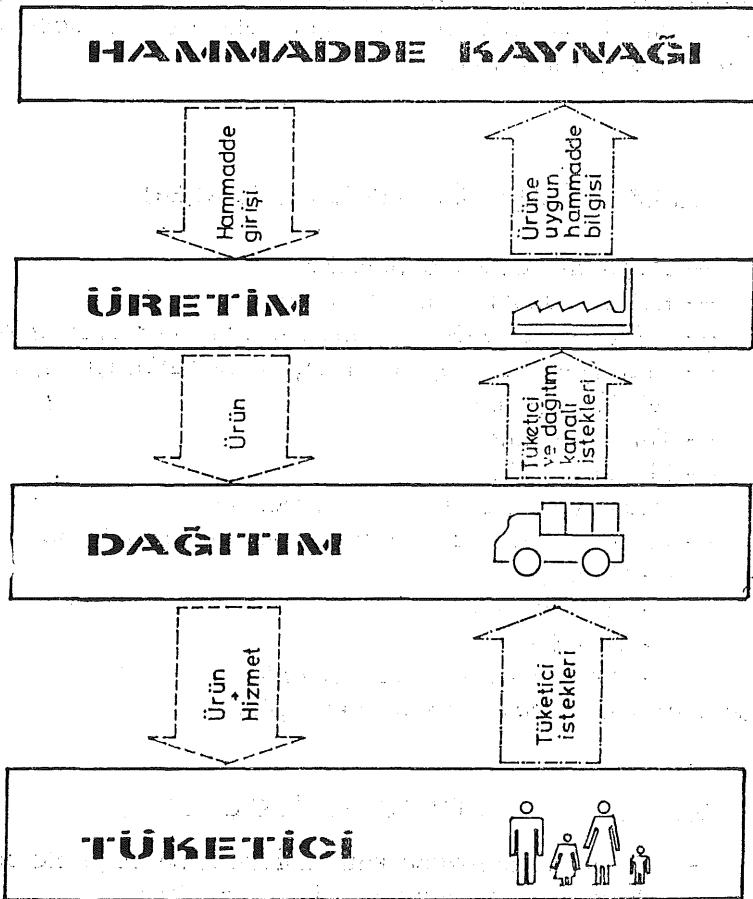 HAMMADDE KAYNAĞI
Hammadde
girişi
Ürüne
uygun
hammadde
bilgisi
ÜRETİM
Ürün
Tüketici
ve dağıtım
kanalı
istekleri
DAĞITIM
Ürün
+
Hizmet
Tüketici
istekleri
TÜKETİCİ